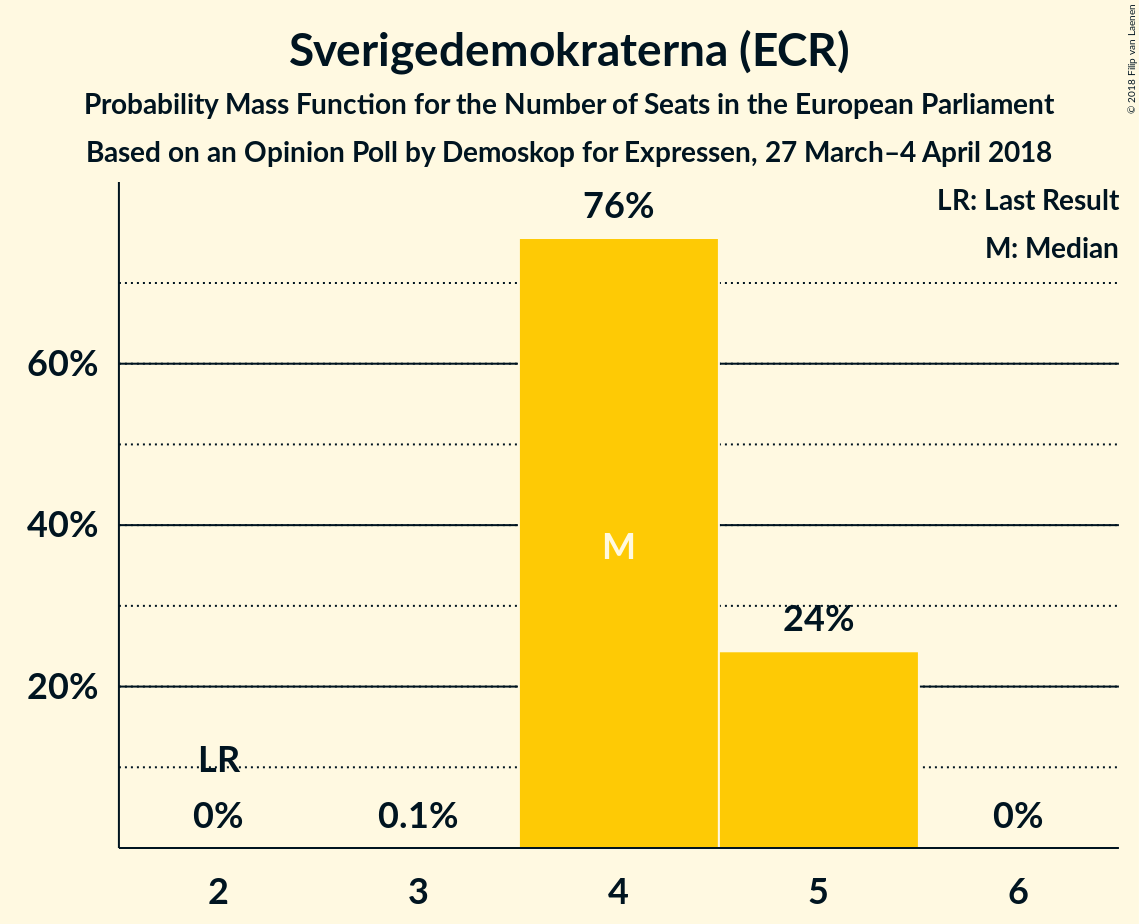 Sverigedemokraterna (ECR)
Probability Mass Function for the Number of Seats in the European Parliament
Based on an Opinion Poll by Demoskop for Expressen, 27 March–4 April 2018
© 2018 Filip van Laenen
LR: Last Result
M: Median
76%
60%
40%
M
24%
20%
LR
0%
0.1%
0%
2
3
4
5
6